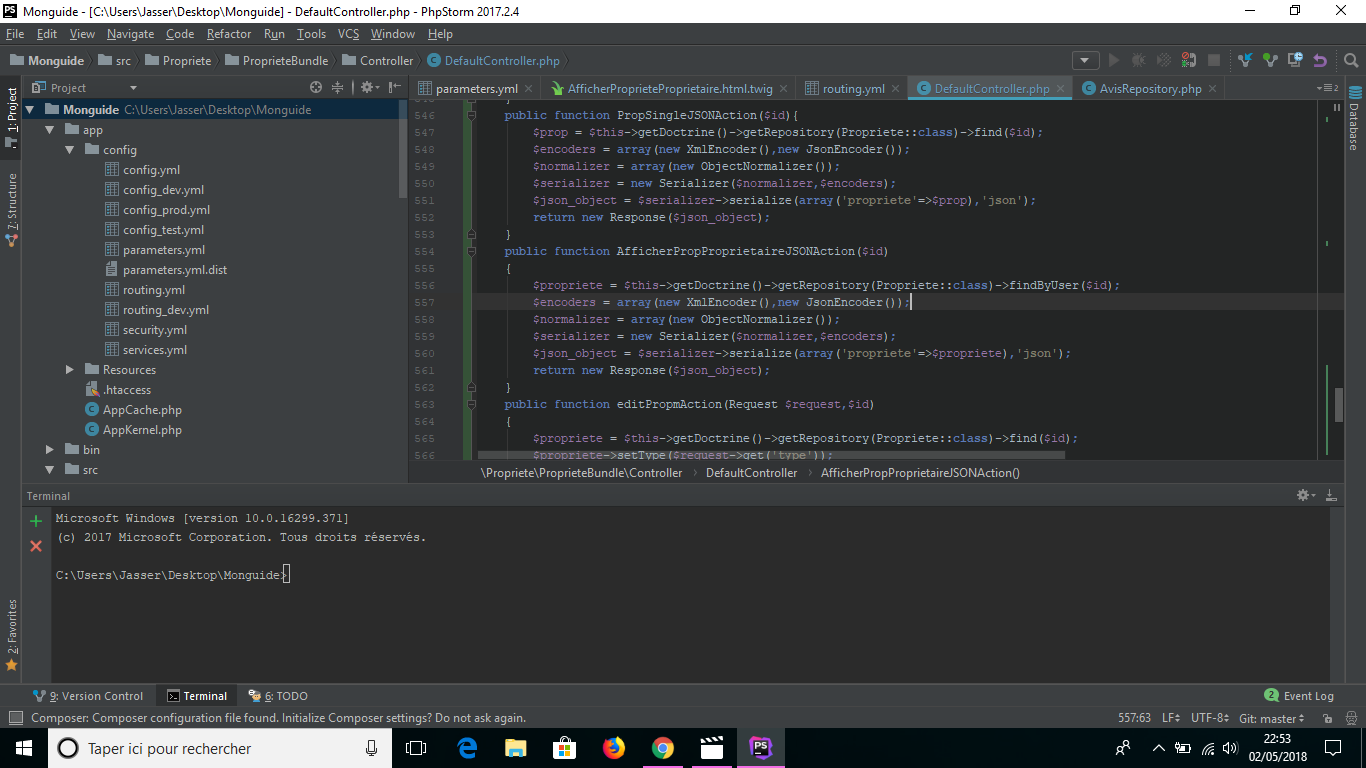 Monguide - [C:\Users\Jasser\Desktop\Monguide] - DefaultController.php - PhpStorm 2017.2.4
File Edit View Navigate Code Refactor Run Tools VCS Window Help
Monguide src Propriete ProprieteBundle Controller DefaultController.php
Project
parameters.yml AfficherProprieteProprietaire.html.twig routing.yml DefaultController.php AvisRepository.php
1: Project
7: Structure
2: Favorites
Database
Monguide C:\Users\Jasser\Desktop\Monguide
app
config
config.yml
config_dev.yml
config_prod.yml
config_test.yml
parameters.yml
parameters.yml.dist
routing.yml
routing_dev.yml
security.yml
services.yml
Resources
.htaccess
AppCache.php
AppKernel.php
bin
src
546 public function PropSingleJSONAction($id){
547 $prop = $this->getDoctrine()->getRepository(Propriete::class)->find($id);
548 $encoders = array(new XmlEncoder(),new JsonEncoder());
549 $normalizer = array(new ObjectNormalizer());
550 $serializer = new Serializer($normalizer,$encoders);
551 $json_object = $serializer->serialize(array('propriete'=>$prop),'json');
552 return new Response($json_object);
553 }
554 public function AfficherPropProprietaireJSONAction($id)
555 {
556 $propriete = $this->getDoctrine()->getRepository(Propriete::class)->findByUser($id);
557 $encoders = array(new XmlEncoder(),new JsonEncoder());
558 $normalizer = array(new ObjectNormalizer());
559 $serializer = new Serializer($normalizer,$encoders);
560 $json_object = $serializer->serialize(array('propriete'=>$propriete),'json');
561 return new Response($json_object);
562 }
563 public function editPropmAction(Request $request,$id)
564 {
565 $propriete = $this->getDoctrine()->getRepository(Propriete::class)->find($id);
566 $propriete->setType($request->get('type'));
\Propriete\ProprieteBundle\Controller DefaultController AfficherPropProprietaireJSONAction()
Terminal
Microsoft Windows [version 10.0.16299.371]
(c) 2017 Microsoft Corporation. Tous droits réservés.
C:\Users\Jasser\Desktop\Monguide>
9: Version Control Terminal 6: TODO 2 Event Log
Composer: Composer configuration file found. Initialize Composer settings? Do not ask again. 557:63 LF UTF-8 Git: master
Taper ici pour rechercher
22:53
02/05/2018